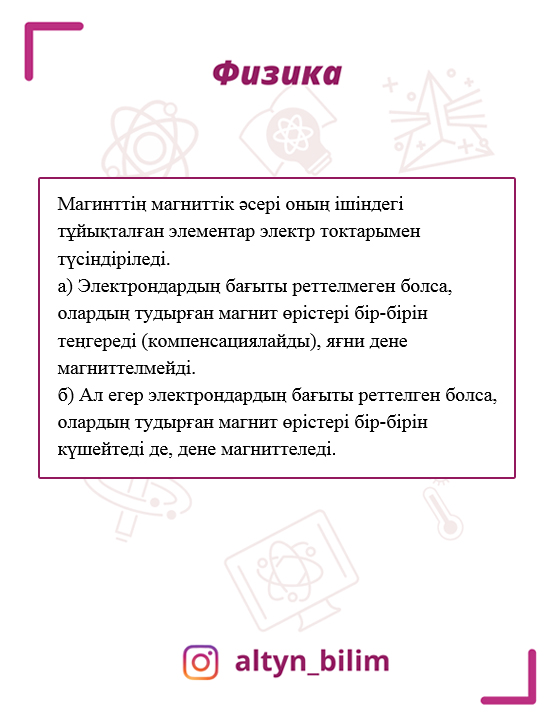 Физика
Магинттің магниттік әсері оның ішіндегі
тұйықталған элементар электр токтарымен
түсіндіріледі.
а) Электрондардың бағыты реттелмеген болса,
олардың тудырған магнит өрістері бір-бірін
теңгереді (компенсациялайды), яғни дене
магниттелмейді.
б) Ал егер электрондардың бағыты реттелген болса,
олардың тудырған магнит өрістері бір-бірін
күшейтеді де, дене магниттеледі.
altyn_bilim